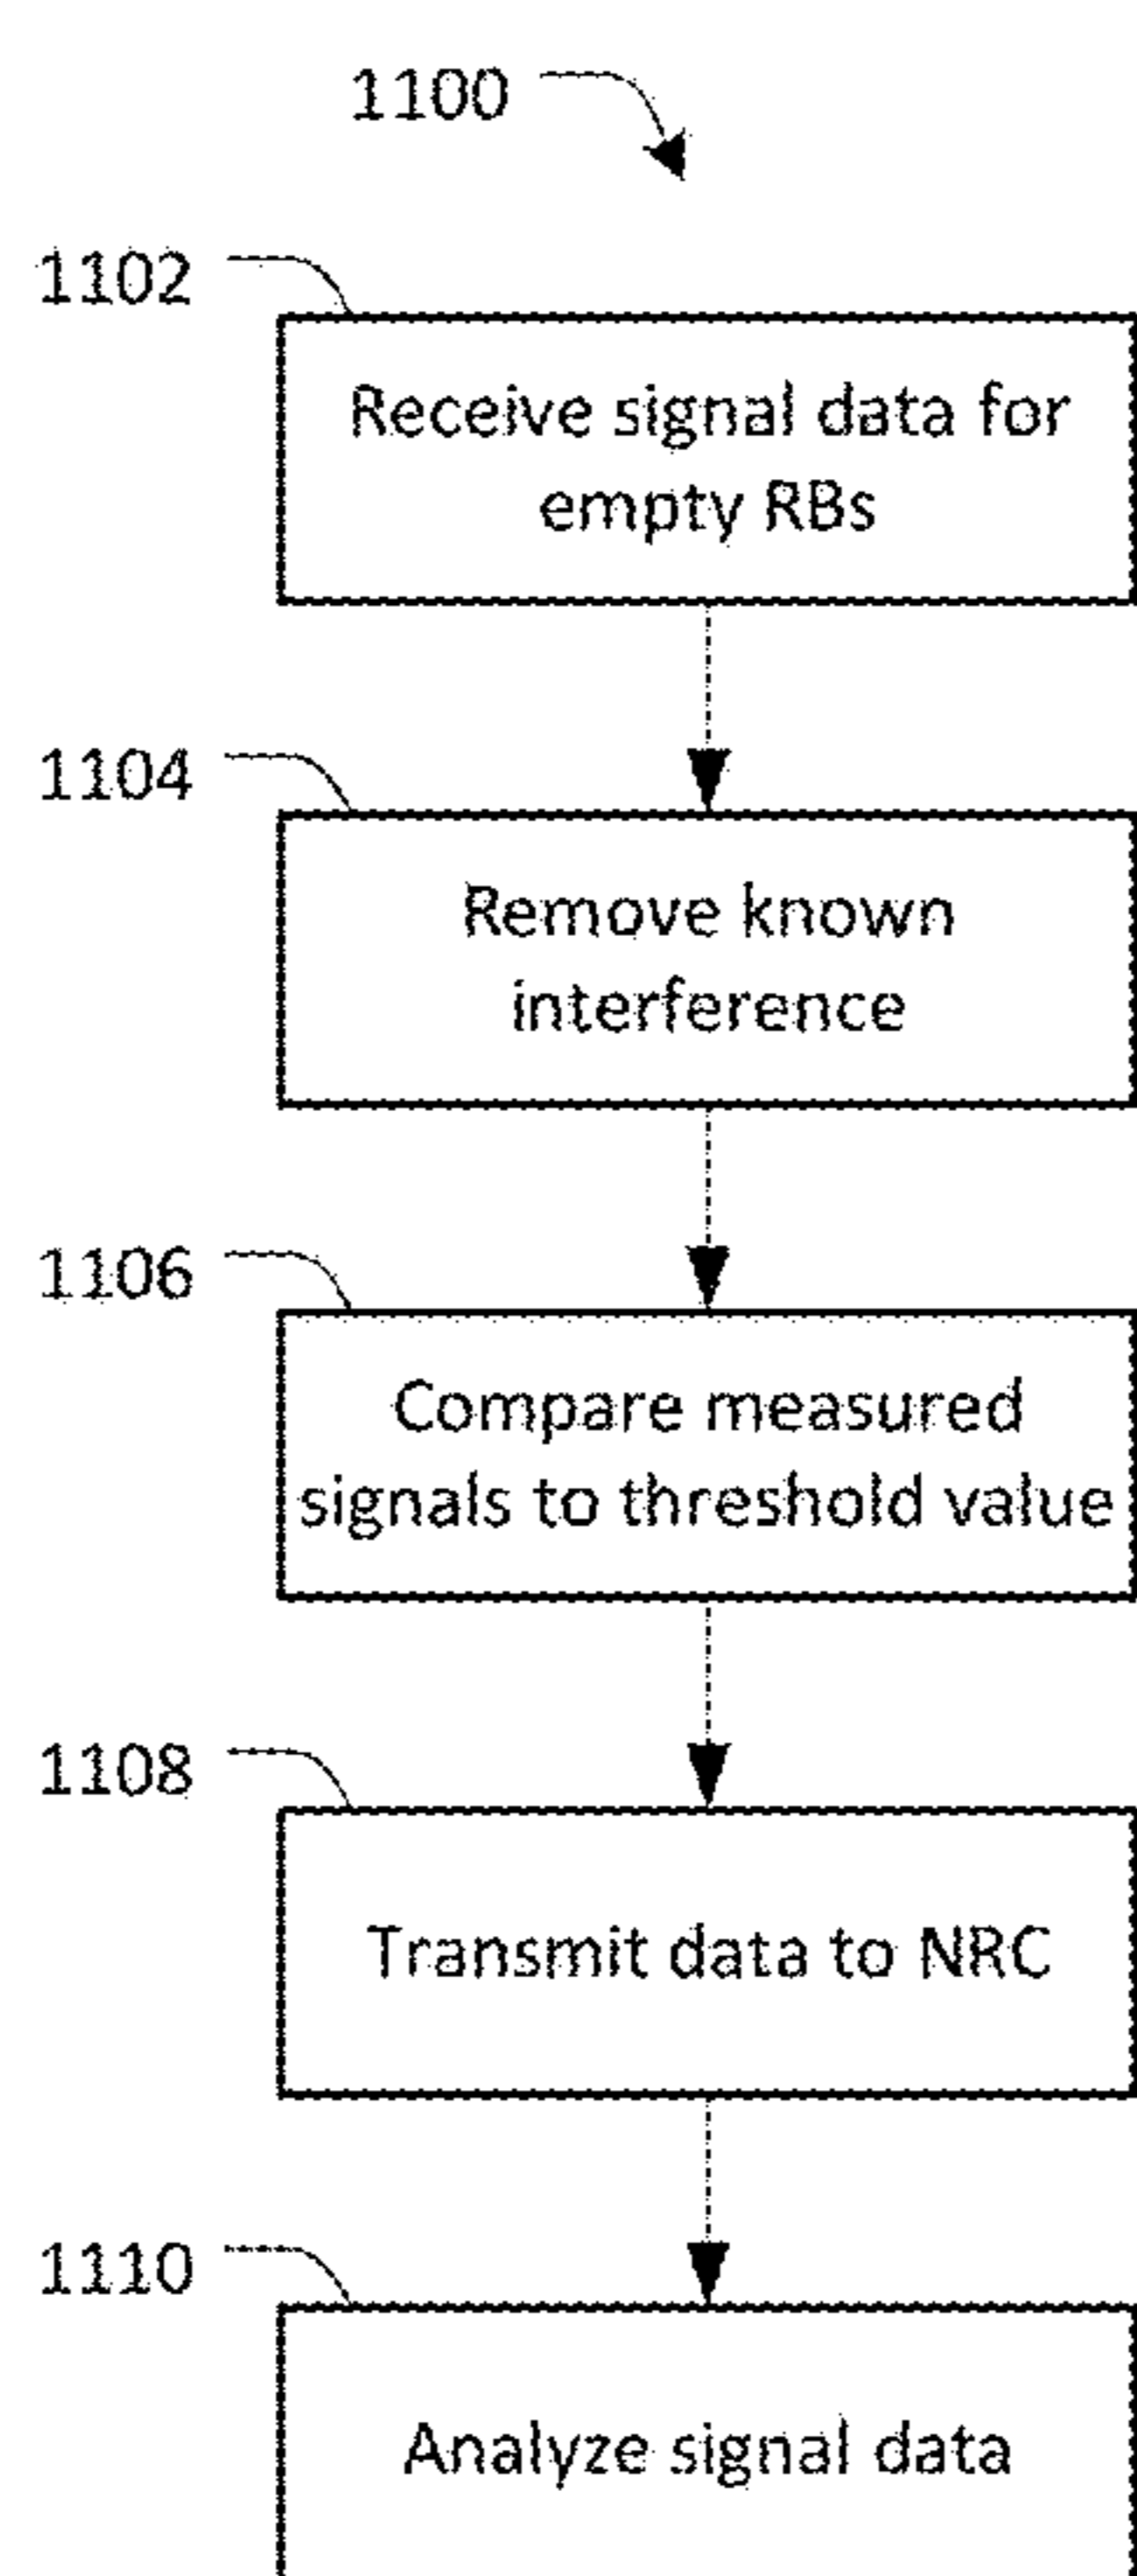 1100
1102
Receive signal data for
empty RBs
1104
Remove known
interference
1106
Compare measured
signals to threshold value
1108
Transmit data to NRC
1110
Analyze signal data